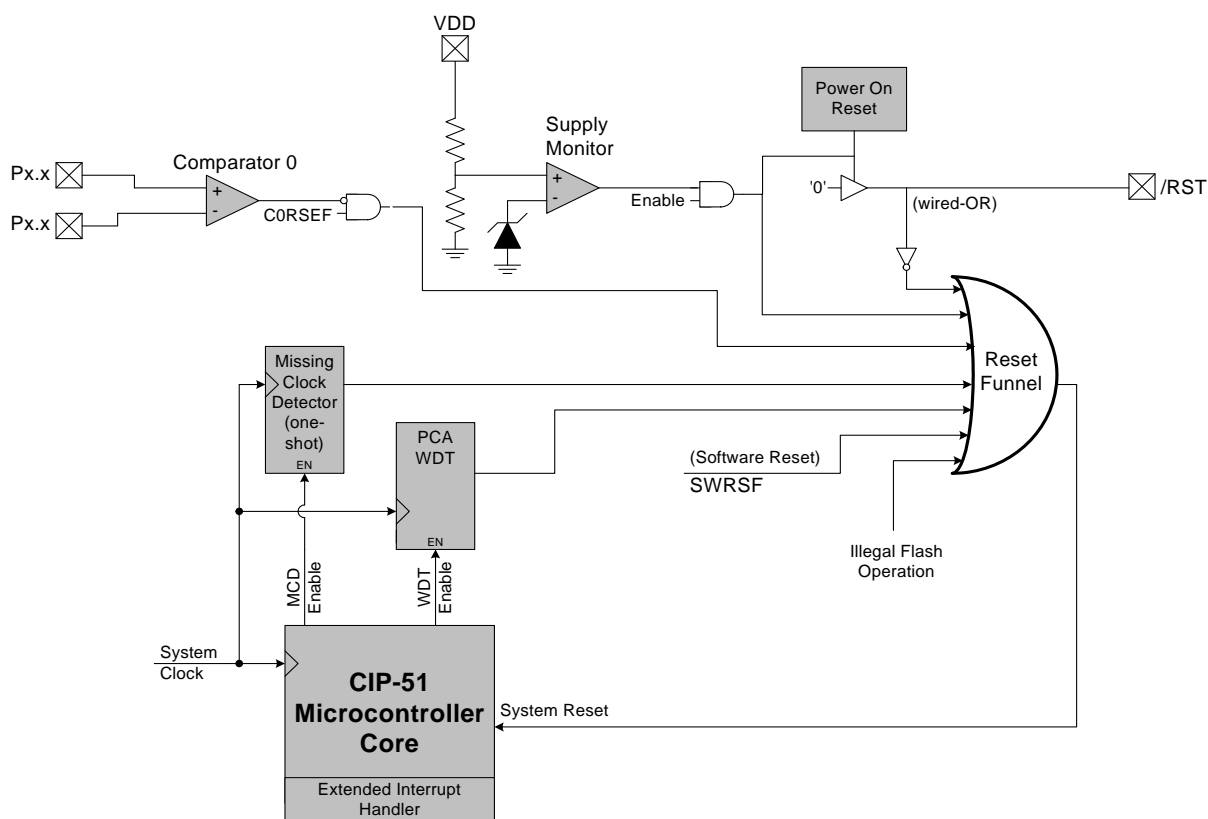 VDD
Power On
Reset
Supply
Monitor
Comparator 0
Px.x
+
-
Px.x
C0RSEF
+
-
Enable
'0'
/RST
(wired-OR)
Missing
Clock
Detector
(one-
shot)
EN
Reset
Funnel
PCA
WDT
EN
(Software Reset)
SWRSF
Illegal Flash
Operation
MCD
Enable
WDT
Enable
System
Clock
CIP-51
Microcontroller
Core
System Reset
Extended Interrupt
Handler